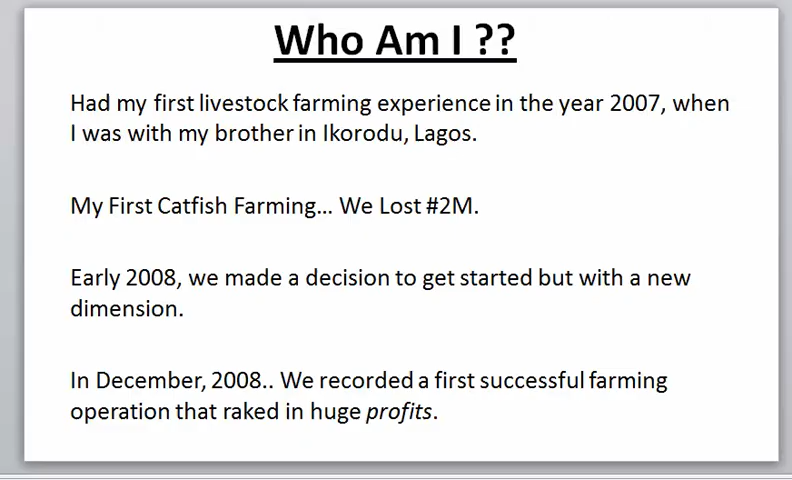 Who Am I ??
Had my first livestock farming experience in the year 2007, when
I was with my brother in Ikorodu, Lagos.
My First Catfish Farming... We Lost #2M.
Early 2008, we made a decision to get started but with a new
dimension.
In December, 2008.. We recorded a first successful farming
operation that raked in huge profits.